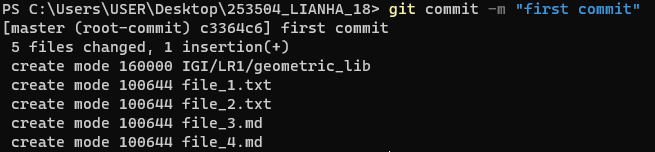 PS C:\Users\USER\Desktop\253504_LIANHA_18> git commit -m "first commit"
[master (root-commit) c3364c6] first commit
 5 files changed, 1 insertion(+)
 create mode 160000 IGI/LR1/geometric_lib
 create mode 100644 file_1.txt
 create mode 100644 file_2.txt
 create mode 100644 file_3.md
 create mode 100644 file_4.md